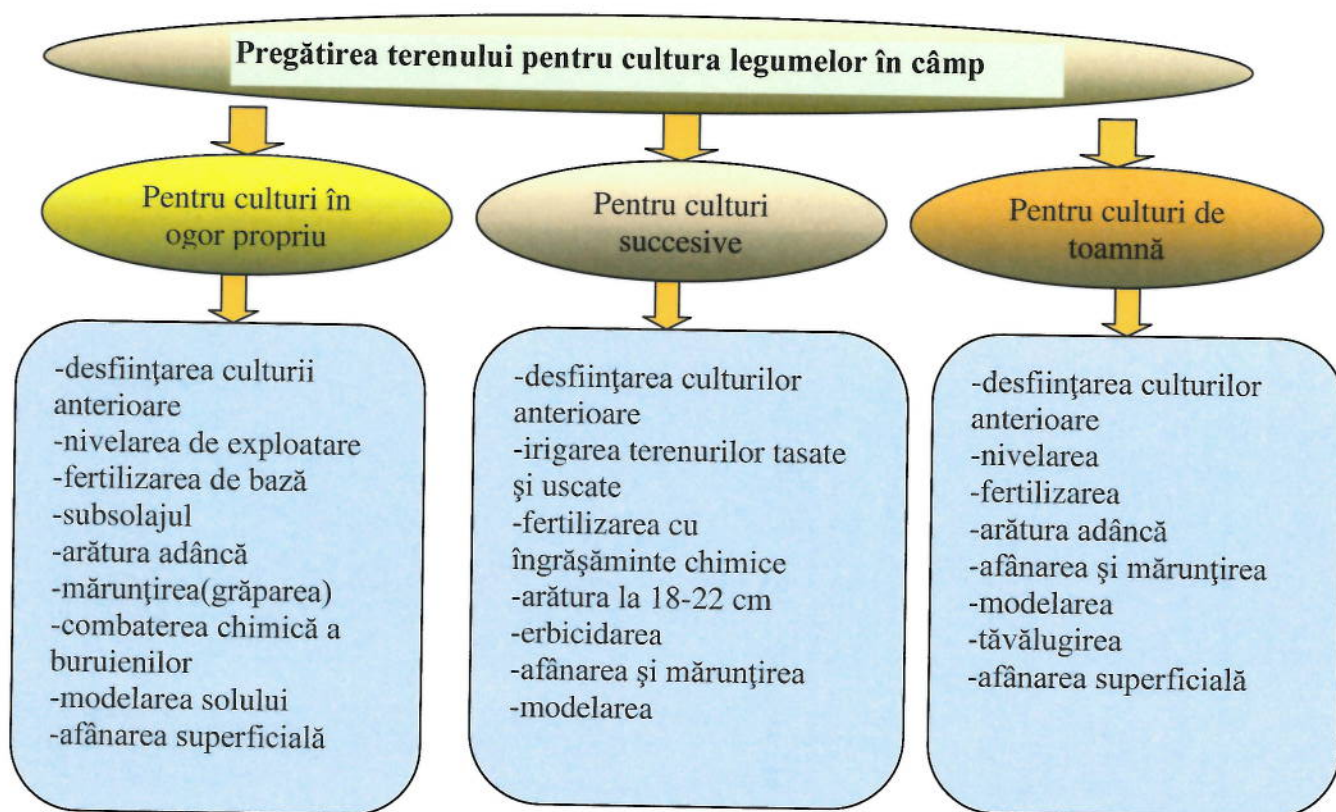 Pregătirea terenului pentru cultura legumelor în câmp
Pentru culturi în
ogor propriu
Pentru culturi
succesive
Pentru culturi de
toamnă
-desfiinţarea culturii
anterioare
-nivelarea de exploatare
-fertilizarea de bază
-subsolajul
-arătura adâncă
-mărunţirea(grăparea)
-combaterea chimică a
buruienilor
-modelarea solului
-afânarea superficială
-desfiinţarea culturilor
anterioare
-irigarea terenurilor tasate
şi uscate
-fertilizarea cu
îngrăşăminte chimice
-arătura la 18-22 cm
-erbicidarea
-afânarea şi mărunţirea
-modelarea
-desfiinţarea culturilor
anterioare
-nivelarea
-fertilizarea
-arătura adâncă
-afânarea şi mărunţirea
-modelarea
-tăvălugirea
-afânarea superficială